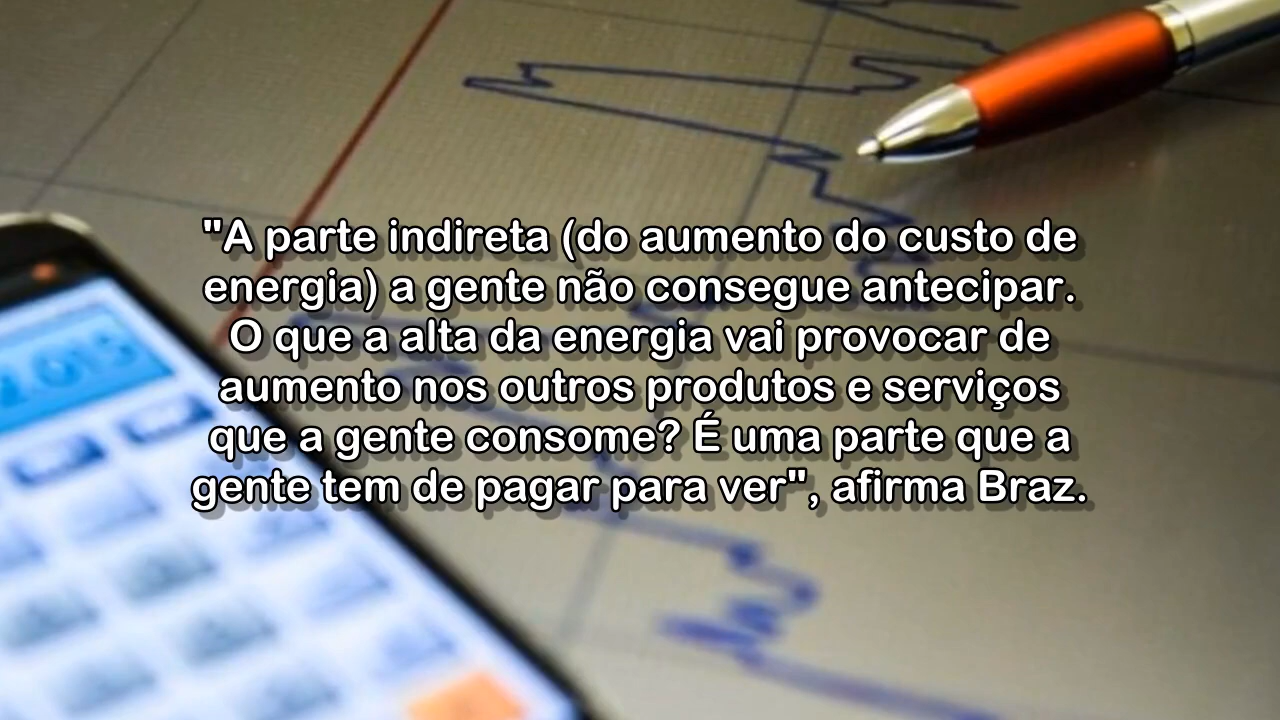 "A parte indireta (do aumento do custo de
energia) a gente não consegue antecipar.
O que a alta da energia vai provocar de
aumento nos outros produtos e serviços
que a gente consome? É uma parte que a
gente tem de pagar para ver", afirma Braz.